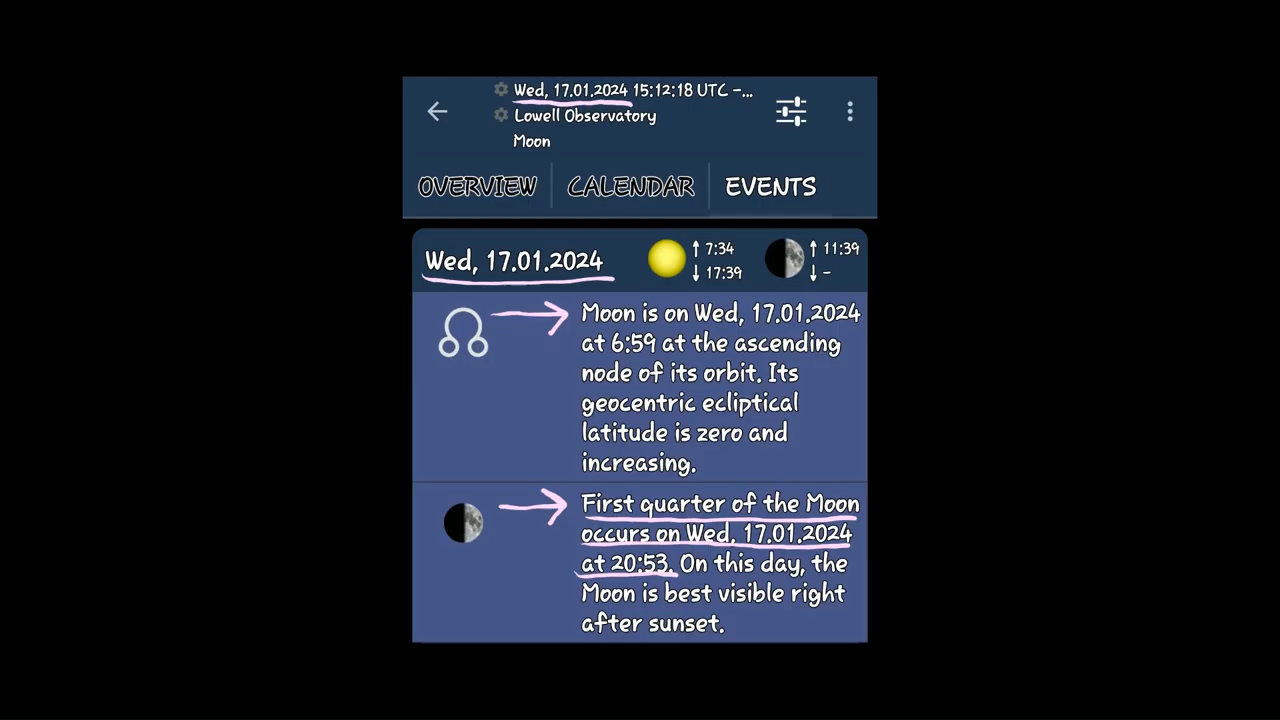 Wed, 17.01.2024 15:12:18 UTC -...
Lowell Observatory
Moon
OVERVIEW
CALENDAR
EVENTS
Wed, 17.01.2024
↑ 7:34
↓ 17:39
↑ 11:39
↓ -
Moon is on Wed, 17.01.2024
at 6:59 at the ascending
node of its orbit. Its
geocentric ecliptical
latitude is zero and
increasing.
First quarter of the Moon
occurs on Wed, 17.01.2024
at 20:53. On this day, the
Moon is best visible right
after sunset.